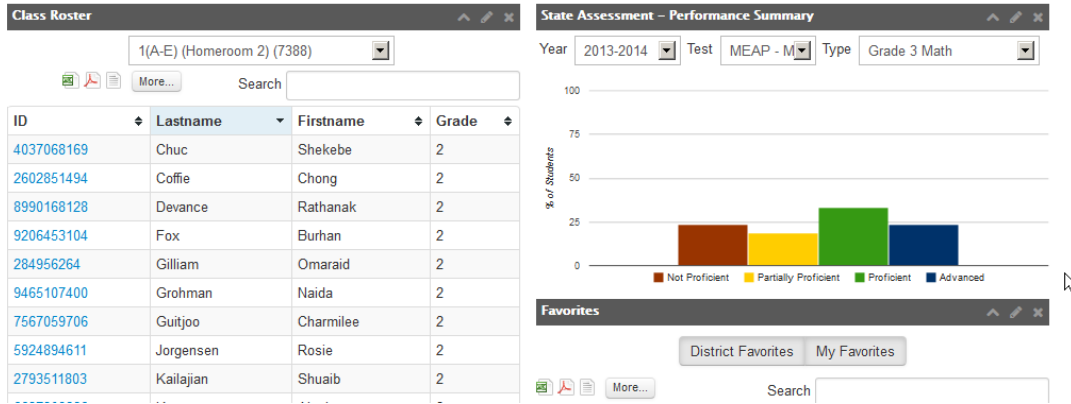 Class Roster
1(A-E) (Homeroom 2) (7388)
More...
Search
ID Lastname Firstname Grade
4037068169 Chuc Shekebe 2
2602851494 Coffie Chong 2
8990168128 Devance Rathanak 2
9206453104 Fox Burhan 2
284956264 Gilliam Omaraid 2
9465107400 Grohman Naida 2
7567059706 Guitjoo Charmilee 2
5924894611 Jorgensen Rosie 2
2793511803 Kailajian Shuaib 2
State Assessment – Performance Summary
Year 2013-2014 Test MEAP - M Type Grade 3 Math
100
75
50
25
0
% of Students
Not Proficient Partially Proficient Proficient Advanced
Favorites
District Favorites My Favorites
More...
Search